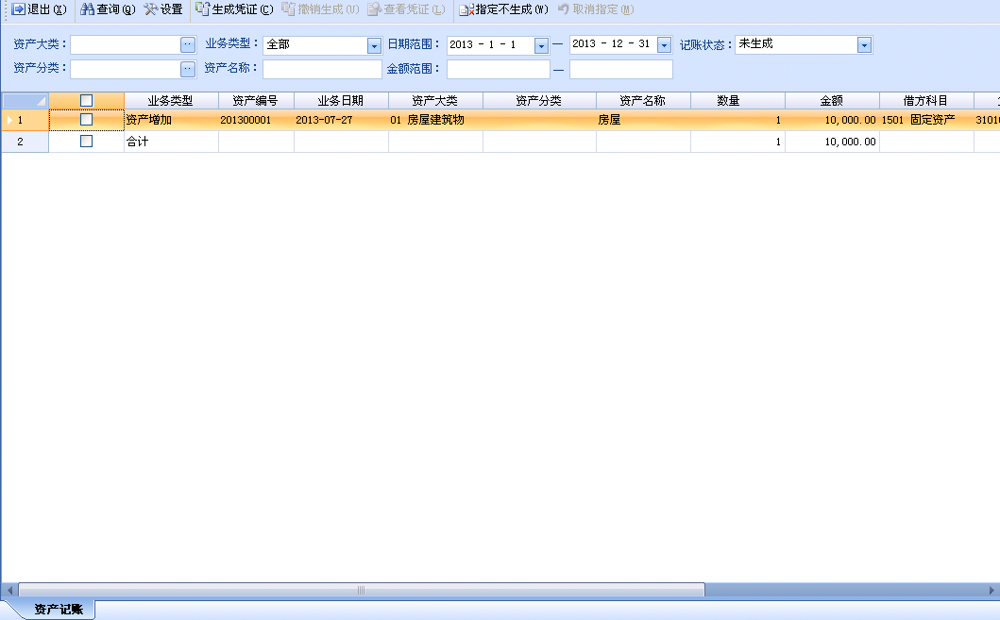 退出(X) 查询(Q) 设置 生成凭证(C) 撤销生成(U) 查看凭证(L) 指定不生成(W) 取消指定(M)
资产大类： 业务类型： 全部 日期范围： 2013 - 1 - 1 — 2013 - 12 - 31 记账状态： 未生成
资产分类： 资产名称： 金额范围： —
业务类型 资产编号 业务日期 资产大类 资产分类 资产名称 数量 金额 借方科目
1 资产增加 201300001 2013-07-27 01 房屋建筑物 房屋 1 10,000.00 1501 固定资产
2 合计 1 10,000.00
资产记账